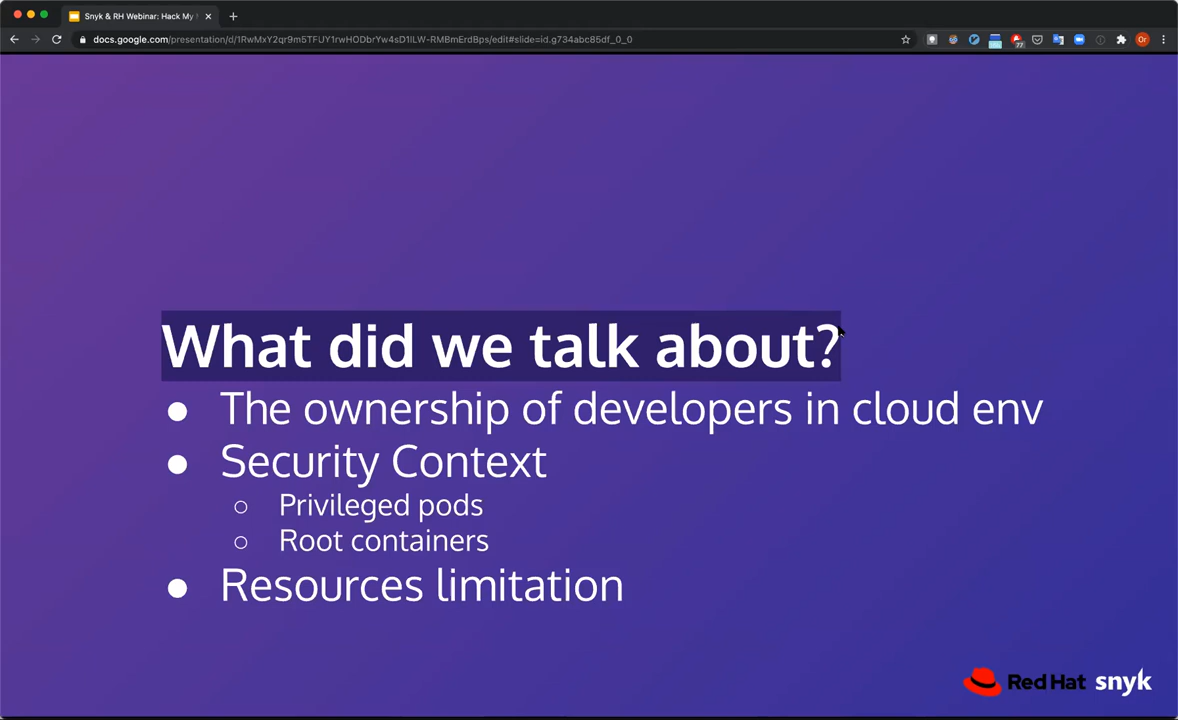 Snyk & RH Webinar: Hack My
docs.google.com/presentation/d/1RwMxY2qr9m5TFUY1rwHODbrYw4sD1ILW-RMBmErdBps/edit#slide=id.g734abc85df_0_0
77
Or
What did we talk about?
● The ownership of developers in cloud env
● Security Context
○ Privileged pods
○ Root containers
● Resources limitation
Red Hat snyk